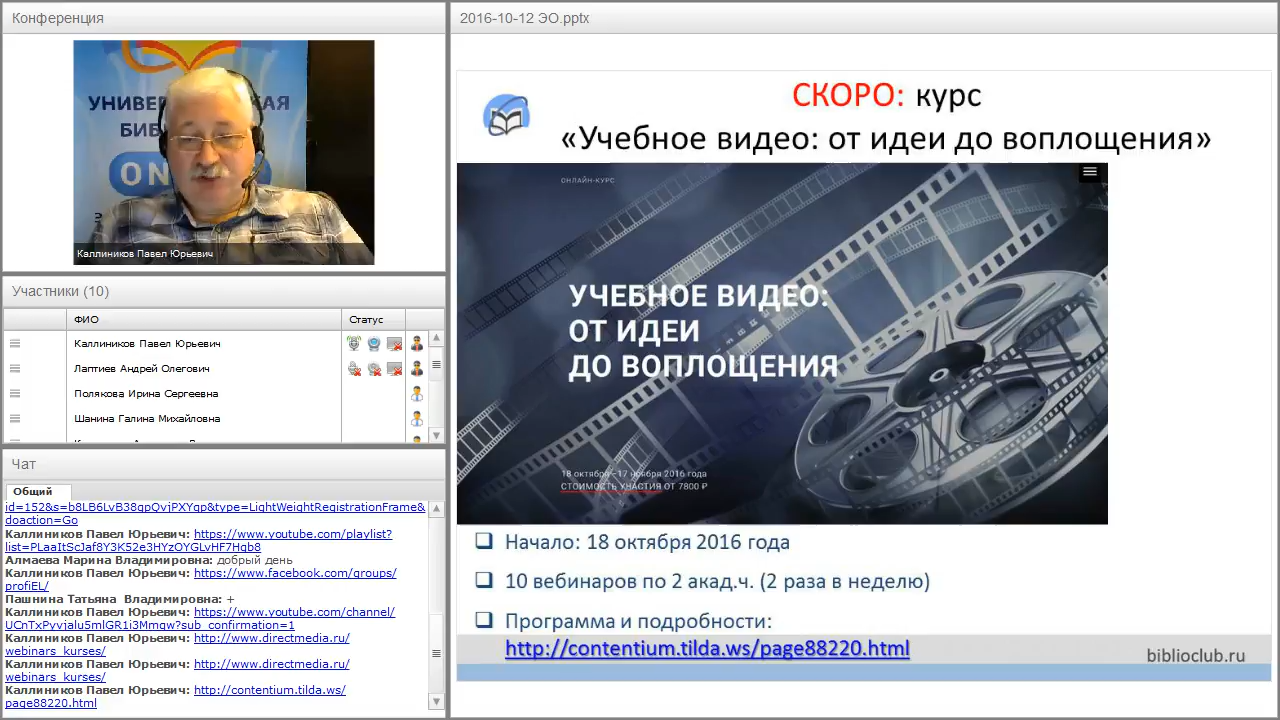 Конференция
УНИВЕР
КАЯ
БИБ
ON
Каллиников Павел Юрьевич
Участники (10)
ФИО
Статус
Каллиников Павел Юрьевич
Лаптиев Андрей Олегович
Полякова Ирина Сергеевна
Шанина Галина Михайловна
Чат
Общий
id=152&s=b8LB6LvB38gpQvjPXYqp&type=LightWeightRegistrationFrame&
doaction=Go
Каллиников Павел Юрьевич: https://www.youtube.com/playlist?
list=PLaaItScJaf8Y3K52e3HYzOYGLvHF7Hgb8
Алмаева Марина Владимировна: добрый день
Каллиников Павел Юрьевич: https://www.facebook.com/groups/
profiEL/
Пашнина Татьяна Владимировна: +
Каллиников Павел Юрьевич: https://www.youtube.com/channel/
UCnTxPyvjalu5mlGR1i3Mmqw?sub_confirmation=1
Каллиников Павел Юрьевич: http://www.directmedia.ru/
webinars_kurses/
Каллиников Павел Юрьевич: http://www.directmedia.ru/
webinars_kurses/
Каллиников Павел Юрьевич: http://contentium.tilda.ws/
page88220.html
2016-10-12 ЭО.pptx
СКОРО: курс
«Учебное видео: от идеи до воплощения»
ОНЛАЙН-КУРС
УЧЕБНОЕ ВИДЕО:
ОТ ИДЕИ
ДО ВОПЛОЩЕНИЯ
18 октября - 17 ноября 2016 года
СТОИМОСТЬ УЧАСТИЯ ОТ 7800 ₽
Начало: 18 октября 2016 года
10 вебинаров по 2 акад.ч. (2 раза в неделю)
Программа и подробности:
http://contentium.tilda.ws/page88220.html
biblioclub.ru